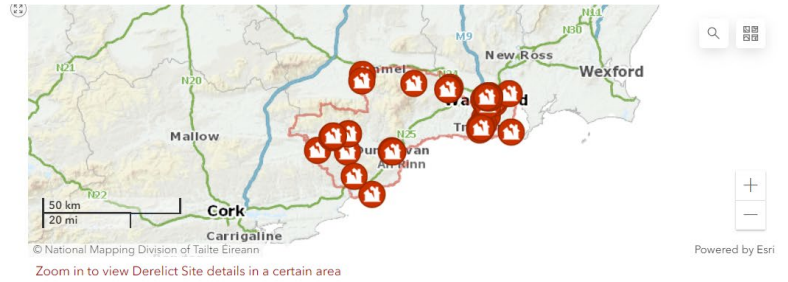 N11
N30
M9
New Ross
Wexford
N21
N20
Mallow
N25
An Rinn
50 km
20 mi
N22
Cork
Carrigaline
© National Mapping Division of Tailte Éireann
Powered by Esri
Zoom in to view Derelict Site details in a certain area